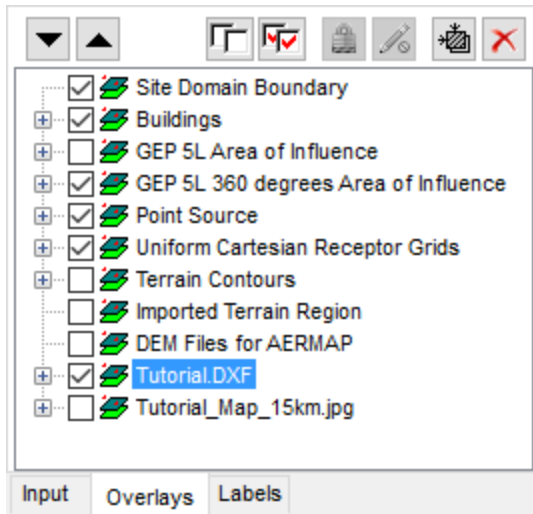 Site Domain Boundary
Buildings
GEP 5L Area of Influence
GEP 5L 360 degrees Area of Influence
Point Source
Uniform Cartesian Receptor Grids
Terrain Contours
Imported Terrain Region
DEM Files for AERMAP
Tutorial.DXF
Tutorial_Map_15km.jpg
Input Overlays Labels